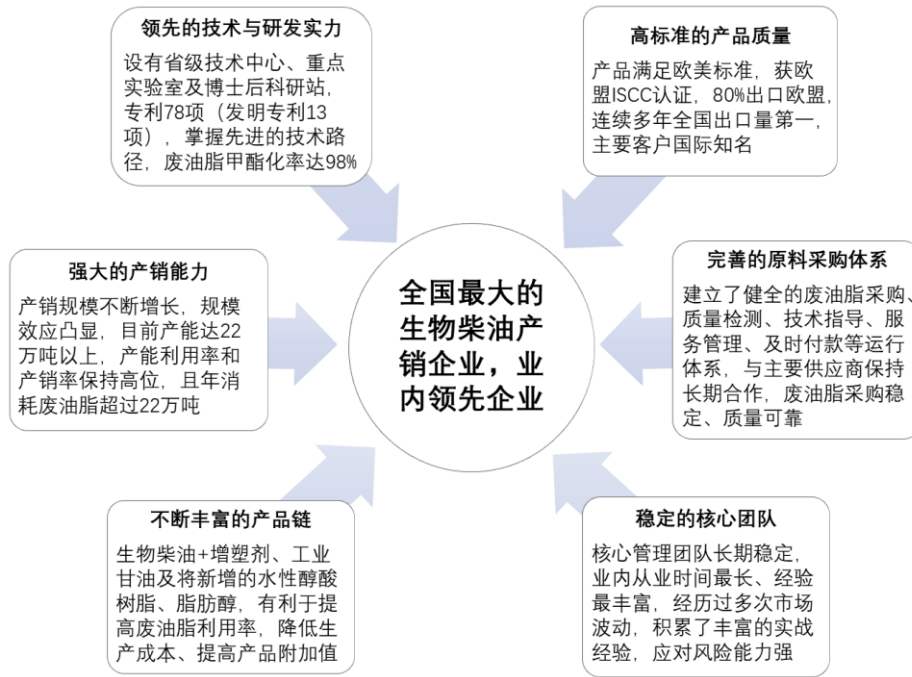 领先的技术与研发实力
设有省级技术中心、重点
实验室及博士后科研站，
专利78项（发明专利13
项），掌握先进的技术路
径，废油脂甲酯化率达98%
高标准的产品质量
产品满足欧美标准，获欧
盟ISCC认证，80%出口欧盟，
连续多年全国出口量第一，
主要客户国际知名
强大的产销能力
产销规模不断增长，规模
效应凸显，目前产能达22
万吨以上，产能利用率和
产销率保持高位，且年消
耗废油脂超过22万吨
全国最大的
生物柴油产
销企业，业
内领先企业
完善的原料采购体系
建立了健全的废油脂采购、
质量检测、技术指导、服
务管理、及时付款等运行
体系，与主要供应商保持
长期合作，废油脂采购稳
定、质量可靠
不断丰富的产品链
生物柴油+增塑剂、工业
甘油及将新增的水性醇酸
树脂、脂肪醇，有利于提
高废油脂利用率，降低生
产成本、提高产品附加值
稳定的核心团队
核心管理团队长期稳定，
业内从业时间最长、经验
最丰富，经历过多次市场
波动，积累了丰富的实战
经验，应对风险能力强